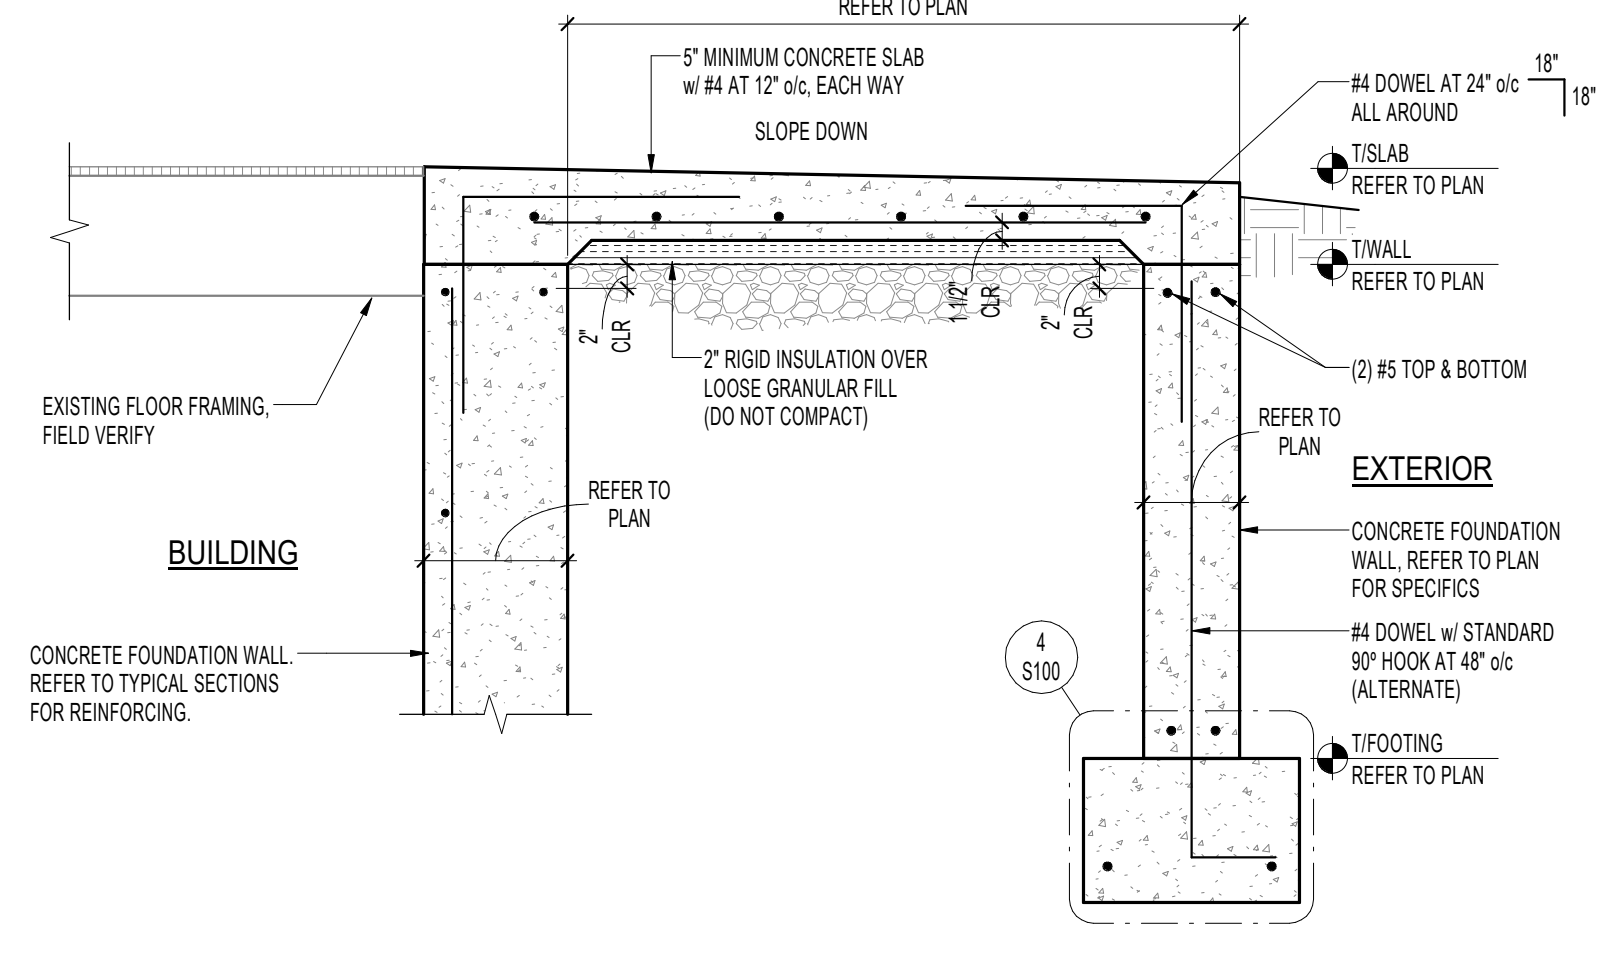 REFER TO PLAN
5" MINIMUM CONCRETE SLAB
w/ #4 AT 12" o/c, EACH WAY
SLOPE DOWN
#4 DOWEL AT 24" o/c
ALL AROUND
18"
18"
T/SLAB
REFER TO PLAN
T/WALL
REFER TO PLAN
2"
CLR
1 1/2"
CLR
2"
CLR
2" RIGID INSULATION OVER
LOOSE GRANULAR FILL
(DO NOT COMPACT)
(2) #5 TOP & BOTTOM
EXISTING FLOOR FRAMING,
FIELD VERIFY
REFER TO
PLAN
EXTERIOR
REFER TO
PLAN
BUILDING
CONCRETE FOUNDATION
WALL, REFER TO PLAN
FOR SPECIFICS
#4 DOWEL w/ STANDARD
90° HOOK AT 48" o/c
(ALTERNATE)
CONCRETE FOUNDATION WALL.
REFER TO TYPICAL SECTIONS
FOR REINFORCING.
4
S100
T/FOOTING
REFER TO PLAN